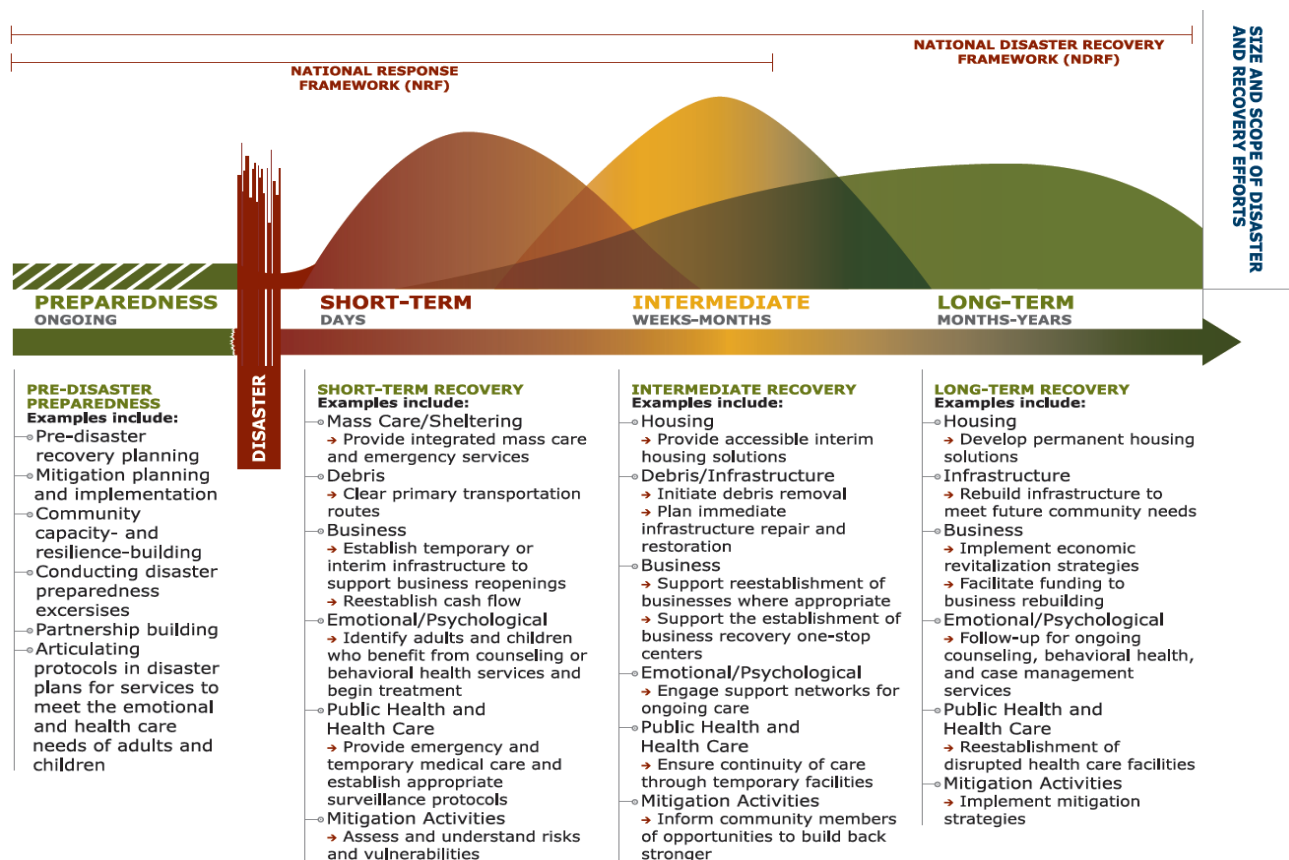 NATIONAL DISASTER RECOVERY
FRAMEWORK (NDRF)
NATIONAL RESPONSE
FRAMEWORK (NRF)
SIZE AND SCOPE OF DISASTER
AND RECOVERY EFFORTS
PREPAREDNESS
ONGOING
SHORT-TERM
DAYS
INTERMEDIATE
WEEKS-MONTHS
LONG-TERM
MONTHS-YEARS
DISASTER
PRE-DISASTER
PREPAREDNESS
Examples include:
Pre-disaster
recovery planning
Mitigation planning
and implementation
Community
capacity- and
resilience-building
Conducting disaster
preparedness
excersises
Partnership building
Articulating
protocols in disaster
plans for services to
meet the emotional
and health care
needs of adults and
children
SHORT-TERM RECOVERY
Examples include:
Mass Care/Sheltering
→ Provide integrated mass care
and emergency services
Debris
→ Clear primary transportation
routes
Business
→ Establish temporary or
interim infrastructure to
support business reopenings
→ Reestablish cash flow
Emotional/Psychological
→ Identify adults and children
who benefit from counseling or
behavioral health services and
begin treatment
Public Health and
Health Care
→ Provide emergency and
temporary medical care and
establish appropriate
surveillance protocols
Mitigation Activities
→ Assess and understand risks
and vulnerabilities
INTERMEDIATE RECOVERY
Examples include:
Housing
→ Provide accessible interim
housing solutions
Debris/Infrastructure
→ Initiate debris removal
→ Plan immediate
infrastructure repair and
restoration
Business
→ Support reestablishment of
businesses where appropriate
→ Support the establishment of
business recovery one-stop
centers
Emotional/Psychological
→ Engage support networks for
ongoing care
Public Health and
Health Care
→ Ensure continuity of care
through temporary facilities
Mitigation Activities
→ Inform community members
of opportunities to build back
stronger
LONG-TERM RECOVERY
Examples include:
Housing
→ Develop permanent housing
solutions
Infrastructure
→ Rebuild infrastructure to
meet future community needs
Business
→ Implement economic
revitalization strategies
→ Facilitate funding to
business rebuilding
Emotional/Psychological
→ Follow-up for ongoing
counseling, behavioral health,
and case management
services
Public Health and
Health Care
→ Reestablishment of
disrupted health care facilities
Mitigation Activities
→ Implement mitigation
strategies